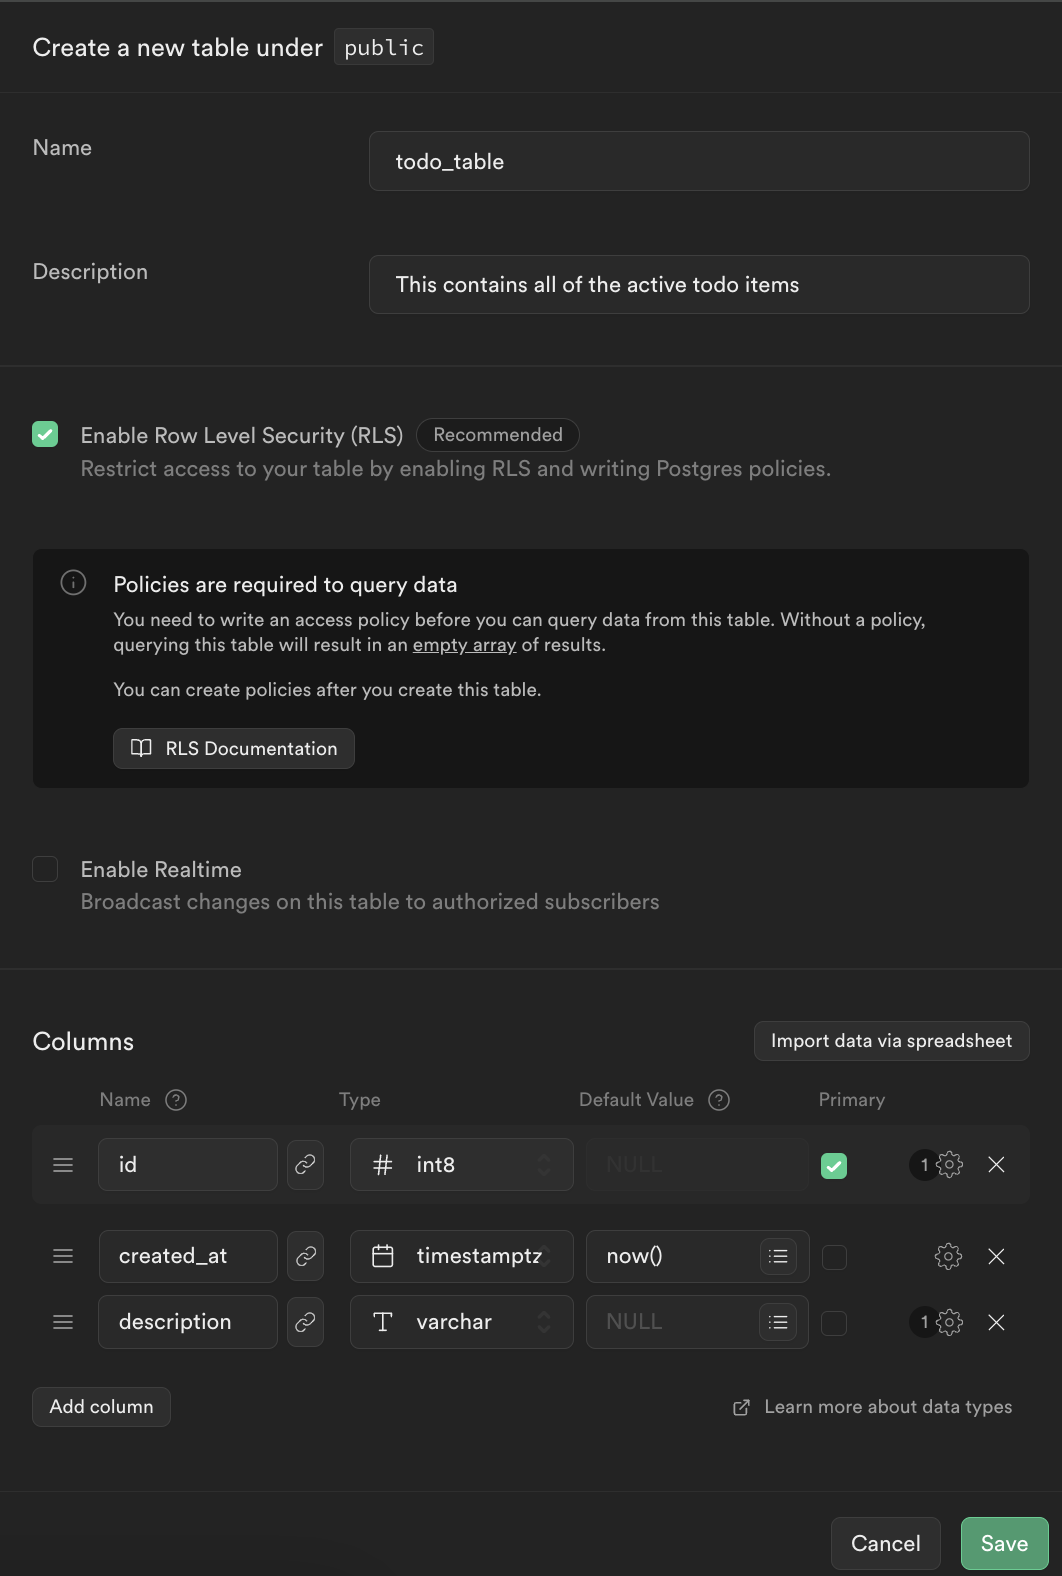 Create a new table under public
Name
todo_table
Description
This contains all of the active todo items
Enable Row Level Security (RLS) Recommended
Restrict access to your table by enabling RLS and writing Postgres policies.
Policies are required to query data
You need to write an access policy before you can query data from this table. Without a policy,
querying this table will result in an empty array of results.
You can create policies after you create this table.
RLS Documentation
Enable Realtime
Broadcast changes on this table to authorized subscribers
Columns
Import data via spreadsheet
Name ? Type Default Value ? Primary
id # int8 NULL 1
created_at timestamptz now()
description T varchar NULL 1
Add column
Learn more about data types
Cancel Save